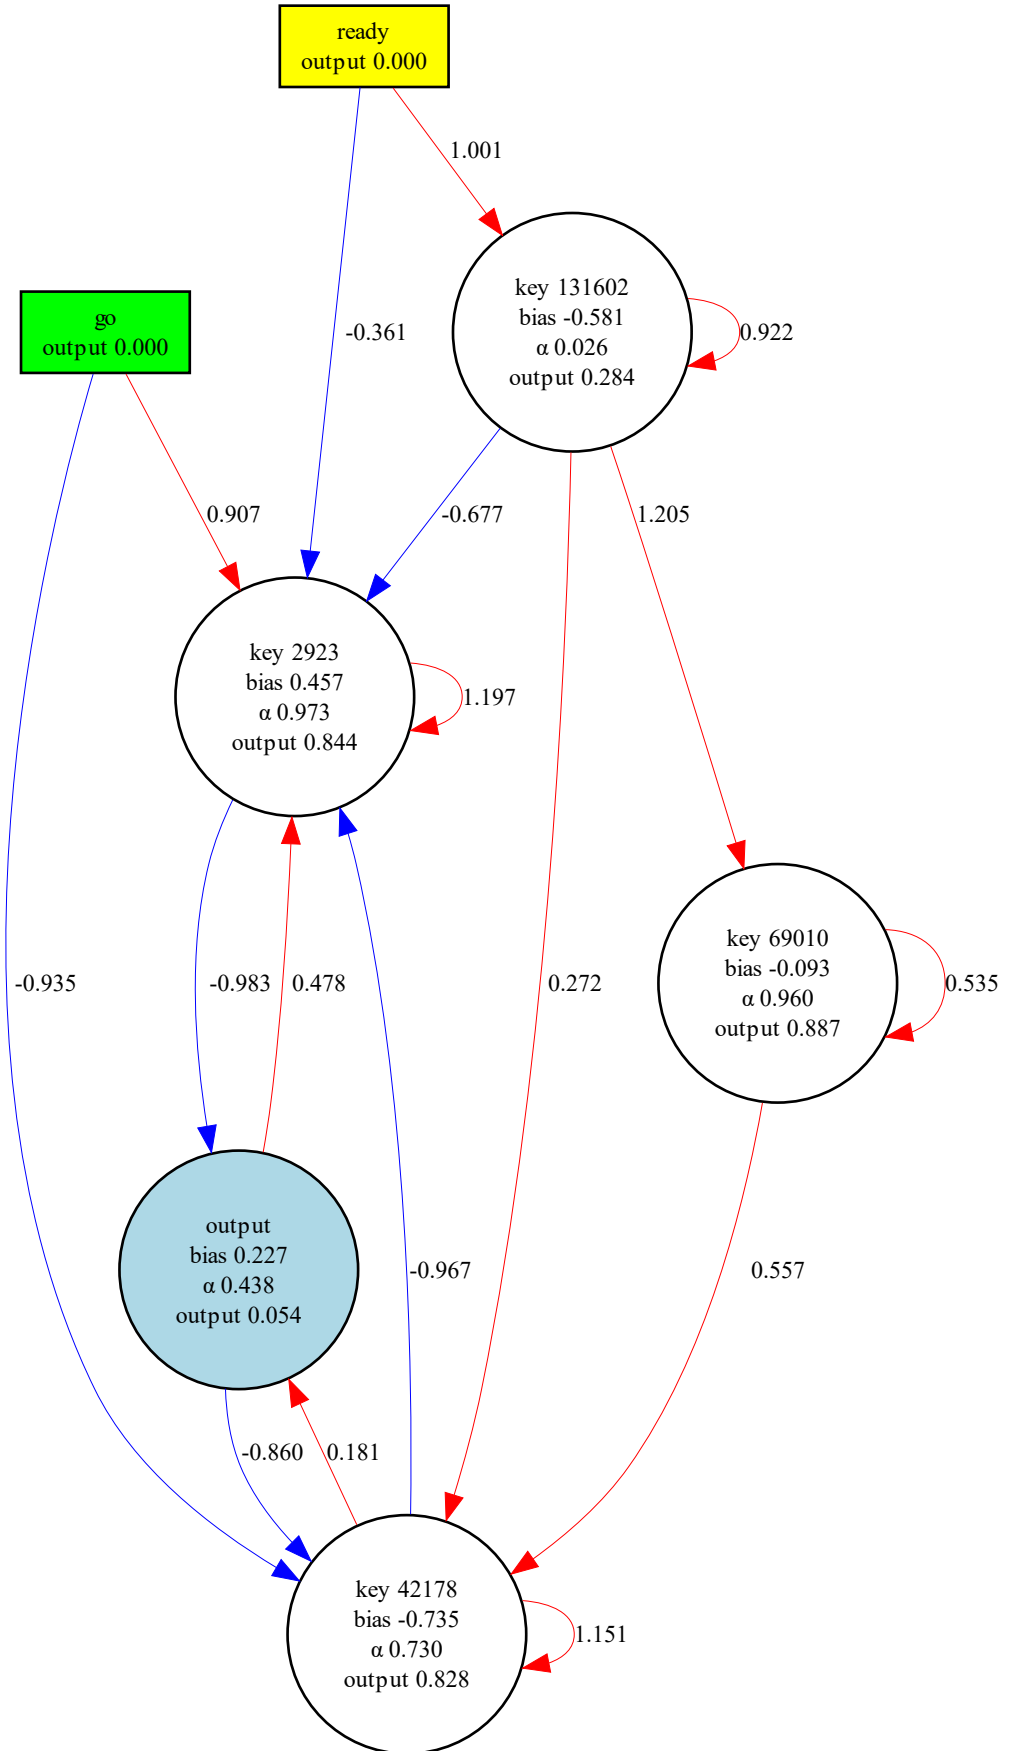 ready
output 0.000
1.001
key 131602
bias -0.581
α 0.026
output 0.284
0.922
go
output 0.000
-0.361
0.907
-0.677
1.205
key 2923
bias 0.457
α 0.973
output 0.844
1.197
key 69010
bias -0.093
α 0.960
output 0.887
0.535
-0.935
-0.983
0.478
0.272
output
bias 0.227
α 0.438
output 0.054
-0.967
0.557
-0.860
0.181
key 42178
bias -0.735
α 0.730
output 0.828
1.151